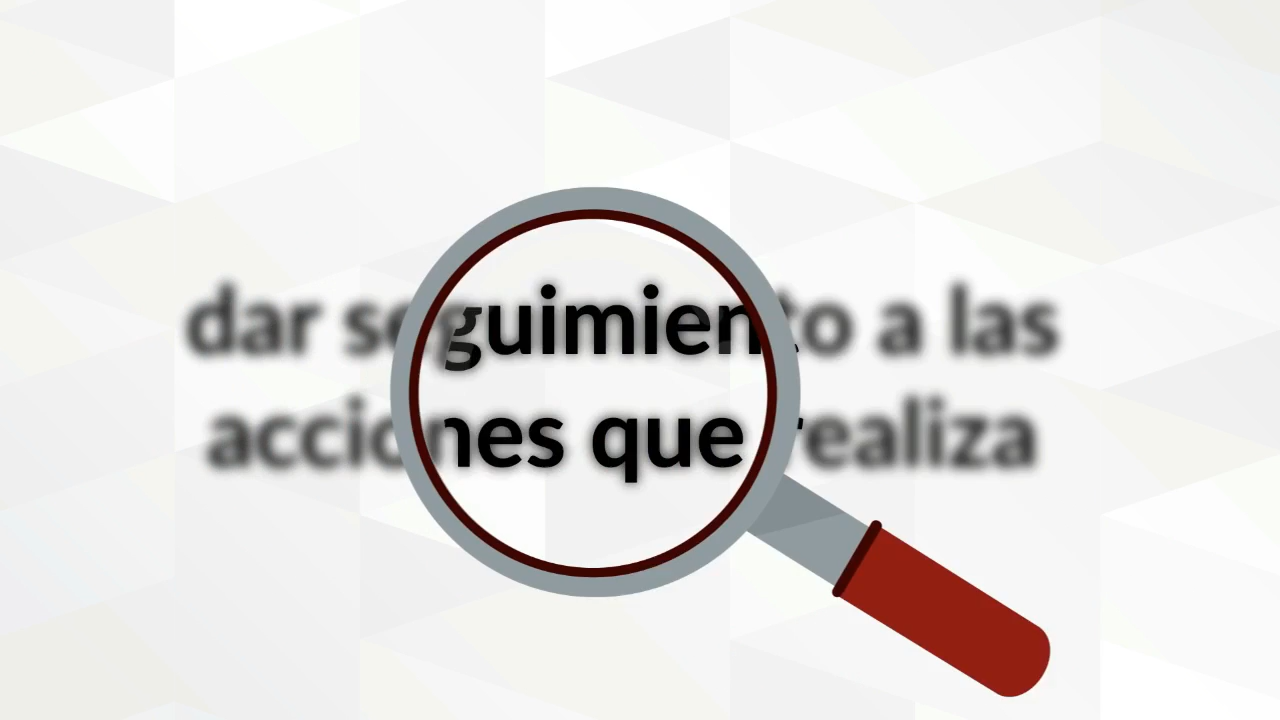 dar seguimiento a las
acciones que realiza